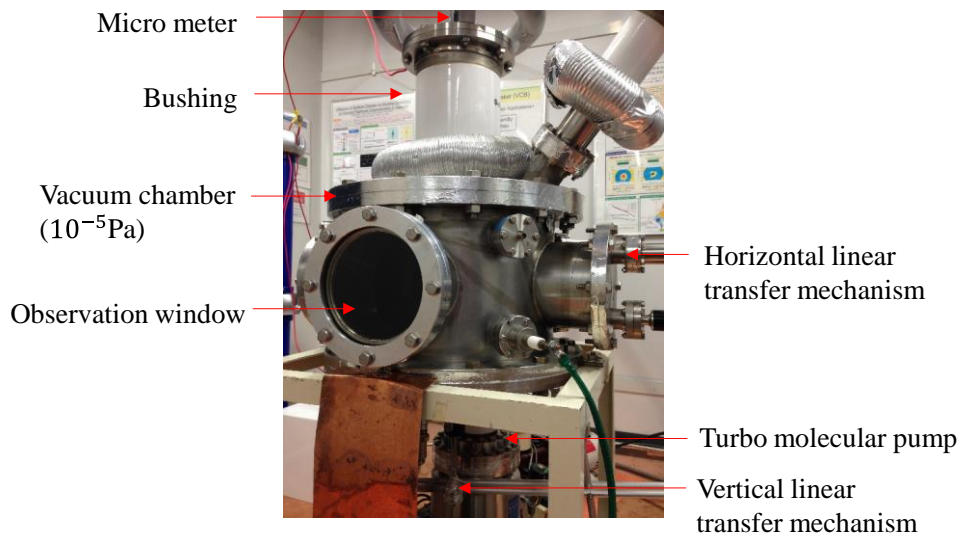 Micro meter
Bushing
Vacuum chamber
(10⁻⁵Pa)
Observation window
Horizontal linear
transfer mechanism
Turbo molecular pump
Vertical linear
transfer mechanism
(VCB)